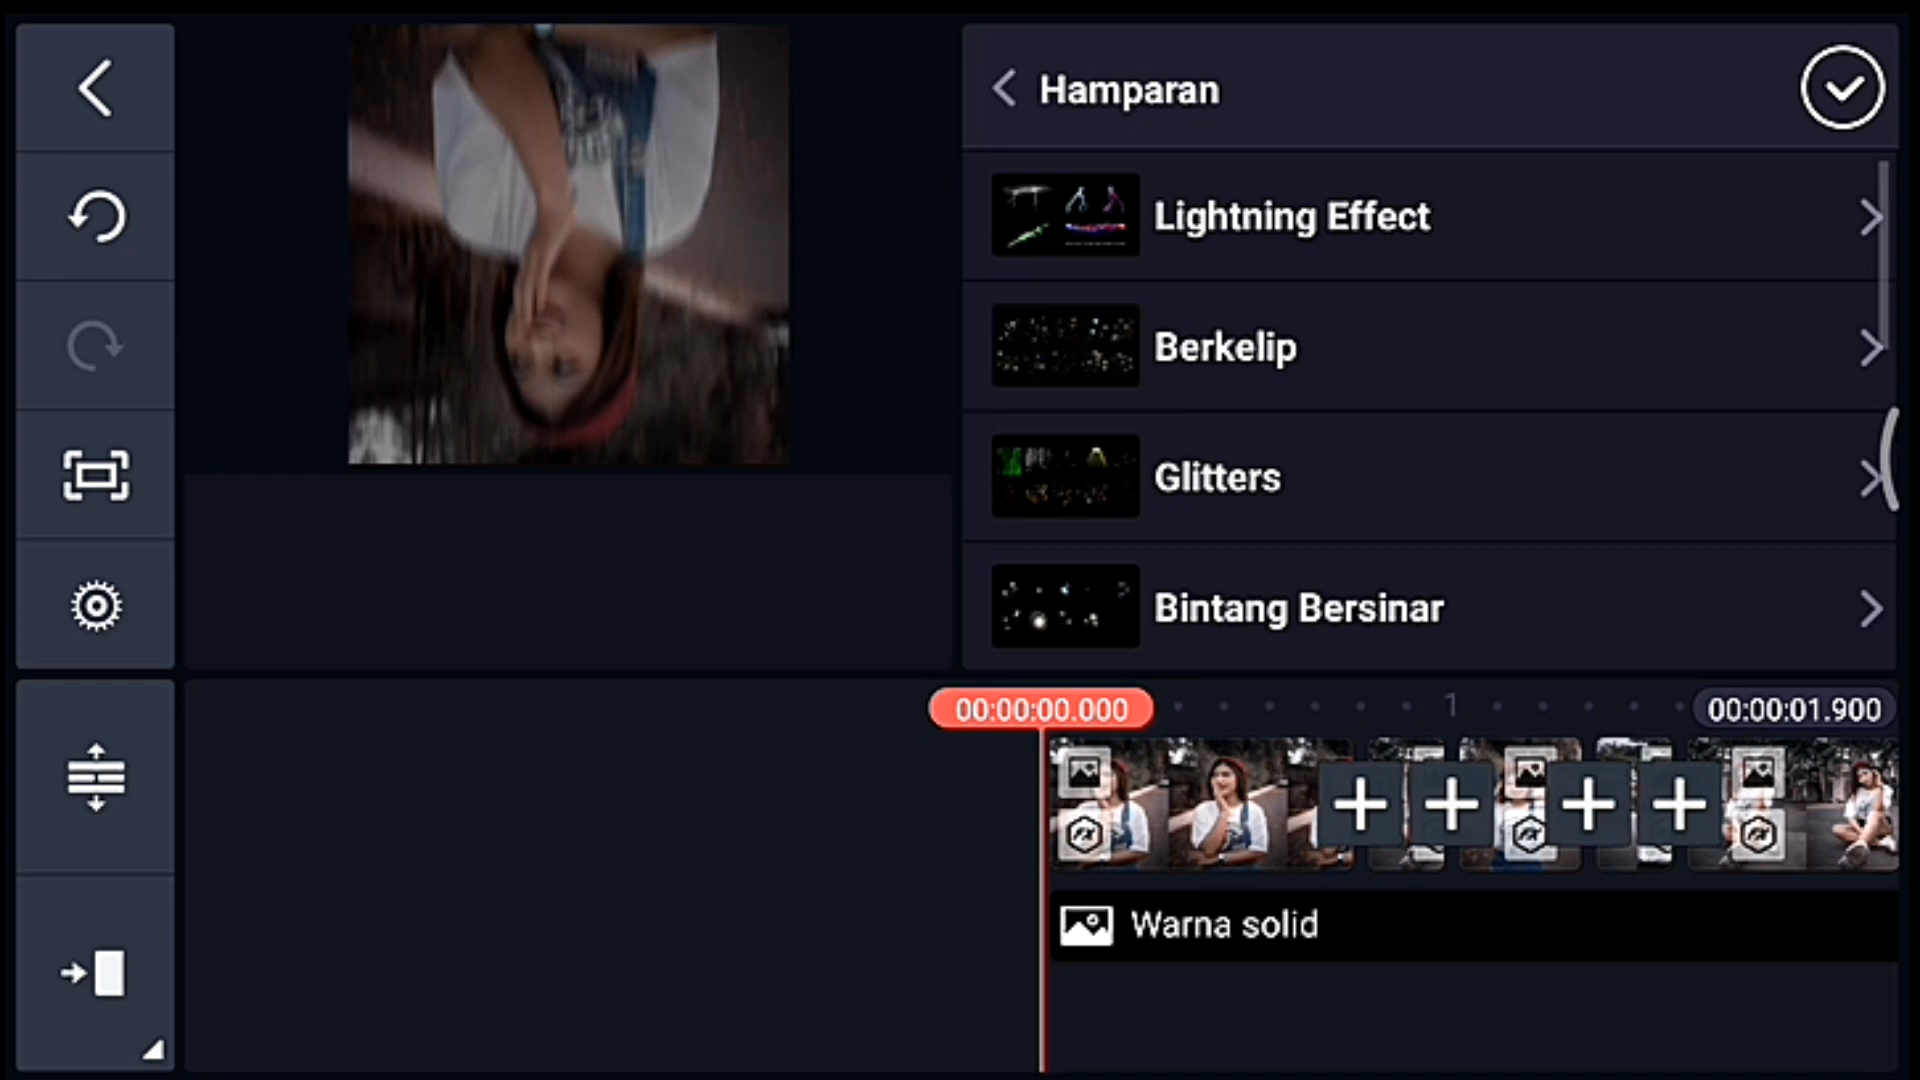 Hamparan
Lightning Effect
Berkelip
Glitters
Bintang Bersinar
00:00:00.000
1
00:00:01.900
Warna solid